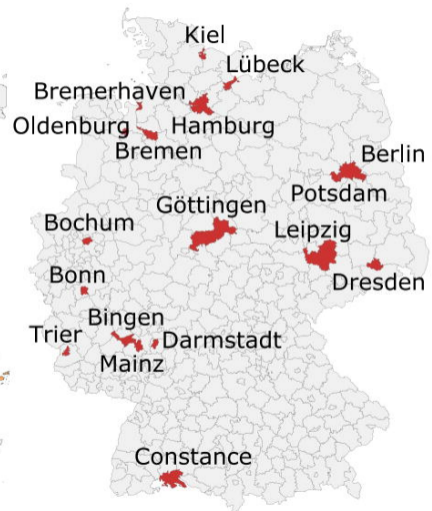 Kiel
Lübeck
Bremerhaven
Oldenburg
Hamburg
Bremen
Berlin
Potsdam
Göttingen
Leipzig
Bochum
Dresden
Bonn
Bingen
Trier
Darmstadt
Mainz
Constance